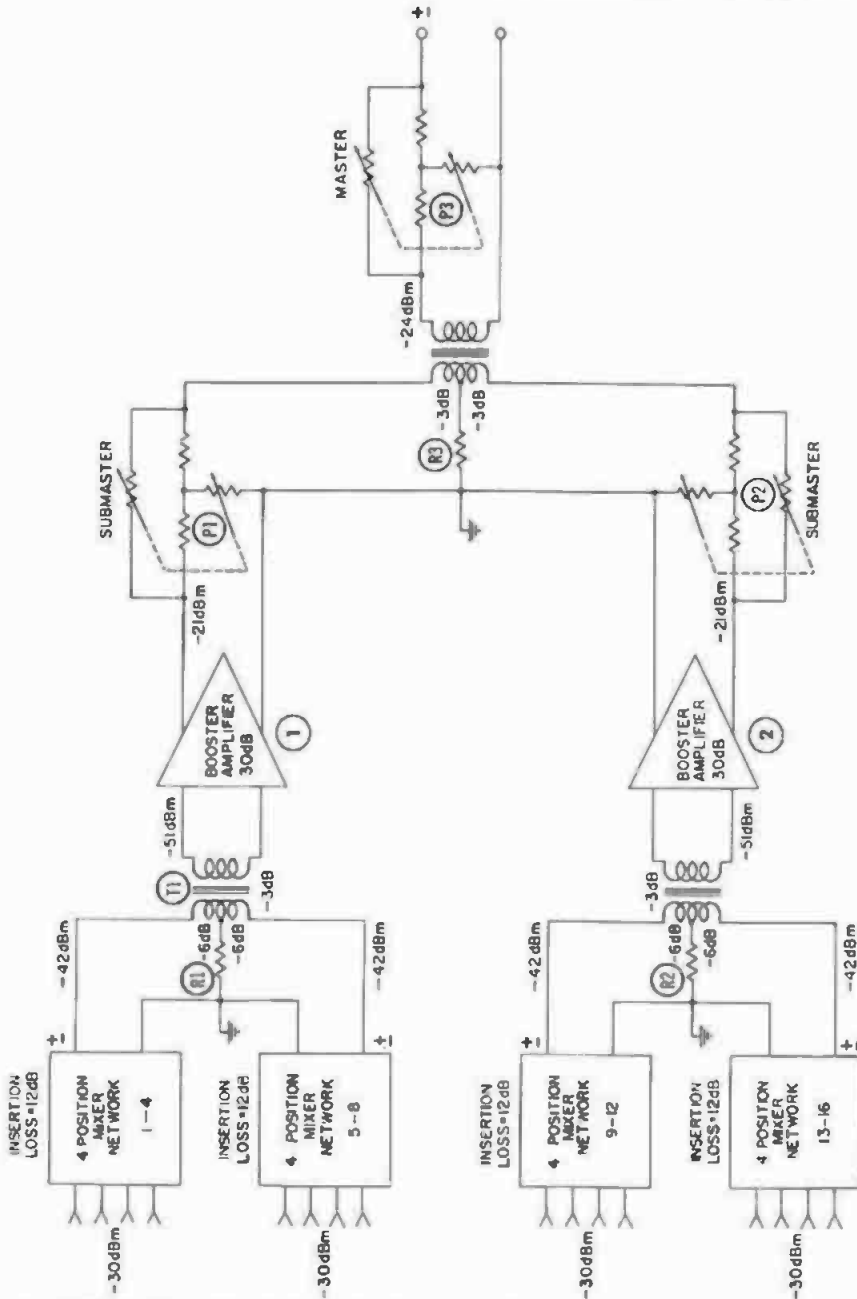 MASTER
±
P3
-24dBm
SUBMASTER
P1
-3dB
-3dB
R3
P2
SUBMASTER
-21dBm
-21dBm
BOOSTER
AMPLIFIER
30dB
1
BOOSTER
AMPLIFIER
30dB
2
-51dBm
T1
-3dB
-51dBm
-3dB
-42dBm
-6dB
-6dB
R1
-42dBm
-42dBm
-6dB
-6dB
R2
-42dBm
INSERTION
LOSS=12dB
±
4 POSITION
MIXER
NETWORK
1-4
-30dBm
INSERTION
LOSS=12dB
±
4 POSITION
MIXER
NETWORK
5-8
-30dBm
INSERTION
LOSS=12dB
±
4 POSITION
MIXER
NETWORK
9-12
-30dBm
INSERTION
LOSS=12dB
±
4 POSITION
MIXER
NETWORK
13-16
-30dBm